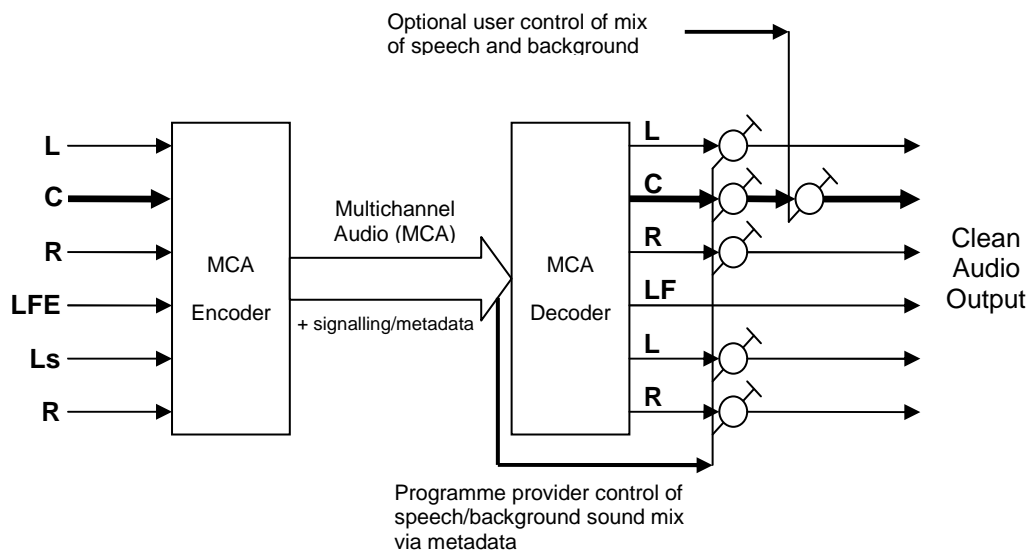 Optional user control of mix
of speech and background
L
C
R
LFE
Ls
R
MCA
Encoder
Multichannel
Audio (MCA)
+ signalling/metadata
MCA
Decoder
L
C
R
LF
L
R
Clean
Audio
Output
Programme provider control of
speech/background sound mix
via metadata